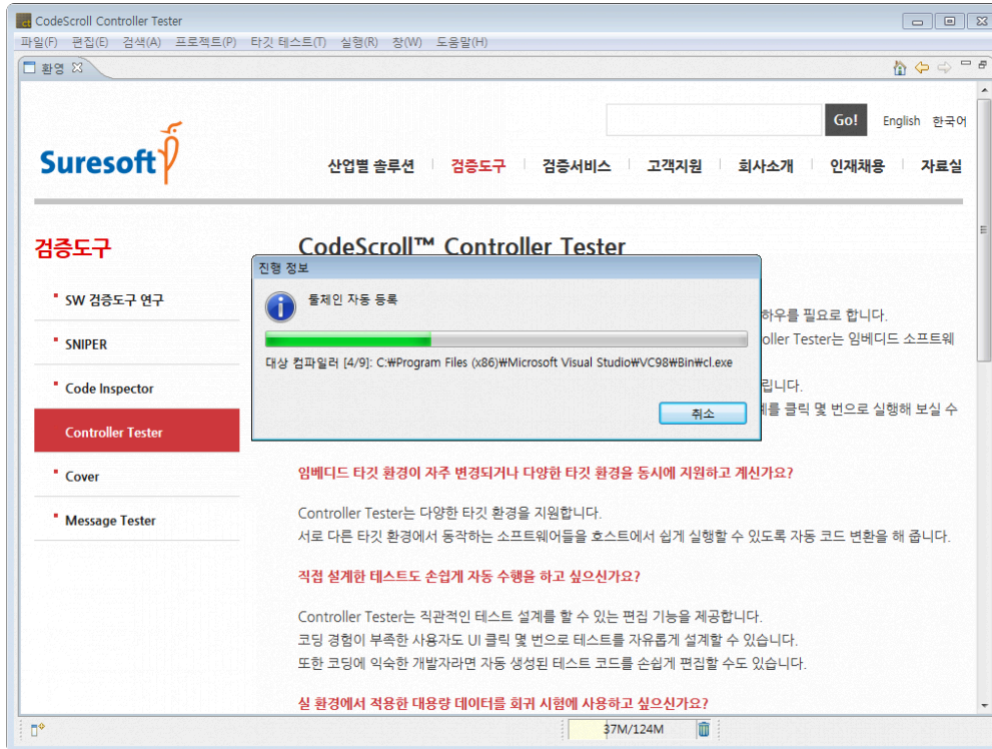 CodeScroll Controller Tester
파일(F) 편집(E) 검색(A) 프로젝트(P) 타깃 테스트(T) 실행(R) 창(W) 도움말(H)
환영
Go! English 한국어
Suresoft
산업별 솔루션 검증도구 검증서비스 고객지원 회사소개 인재채용 자료실
검증도구
SW 검증도구 연구
SNIPER
Code Inspector
Controller Tester
Cover
Message Tester
CodeScroll™ Controller Tester
진행 정보
툴체인 자동 등록
대상 컴파일러 [4/9]: C:₩Program Files (x86)₩Microsoft Visual Studio₩VC98₩Bin₩cl.exe
취소
하우를 필요로 합니다.
oller Tester는 임베디드 소프트웨
립니다.
를 클릭 몇 번으로 실행해 보실 수
임베디드 타깃 환경이 자주 변경되거나 다양한 타깃 환경을 동시에 지원하고 계신가요?
Controller Tester는 다양한 타깃 환경을 지원합니다.
서로 다른 타깃 환경에서 동작하는 소프트웨어들을 호스트에서 쉽게 실행할 수 있도록 자동 코드 변환을 해 줍니다.
직접 설계한 테스트도 손쉽게 자동 수행을 하고 싶으신가요?
Controller Tester는 직관적인 테스트 설계를 할 수 있는 편집 기능을 제공합니다.
코딩 경험이 부족한 사용자도 UI 클릭 몇 번으로 테스트를 자유롭게 설계할 수 있습니다.
또한 코딩에 익숙한 개발자라면 자동 생성된 테스트 코드를 손쉽게 편집할 수도 있습니다.
실 환경에서 적용한 대용량 데이터를 회귀 시험에 사용하고 싶으신가요?
37M/124M